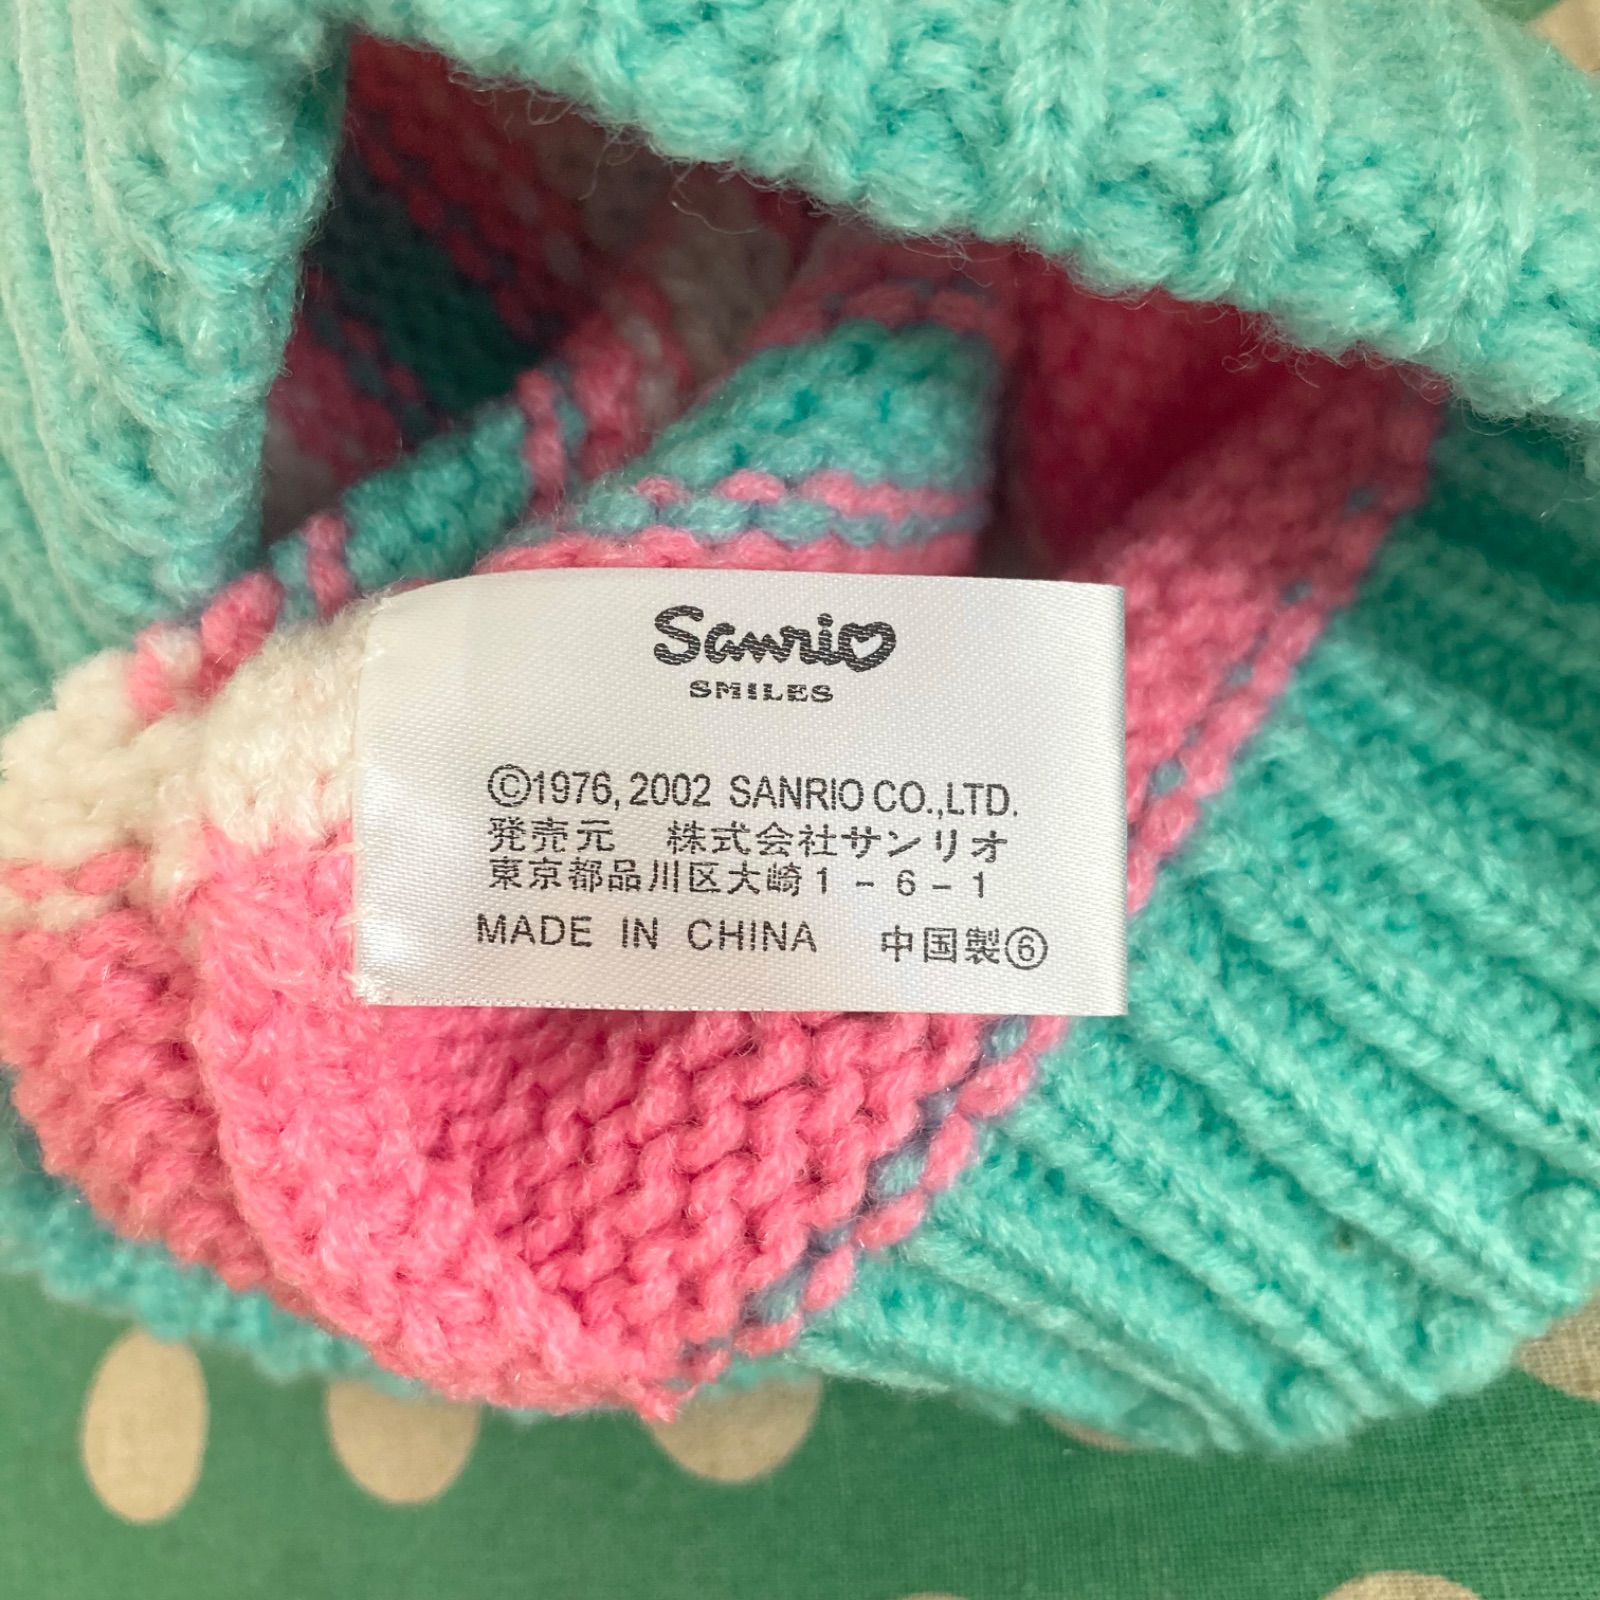 Sanrio
SMILES
©1976, 2002 SANRIO CO.,LTD.
発売元 株式会社サンリオ
東京都品川区大崎1-6-1
MADE IN CHINA 中国製⑥